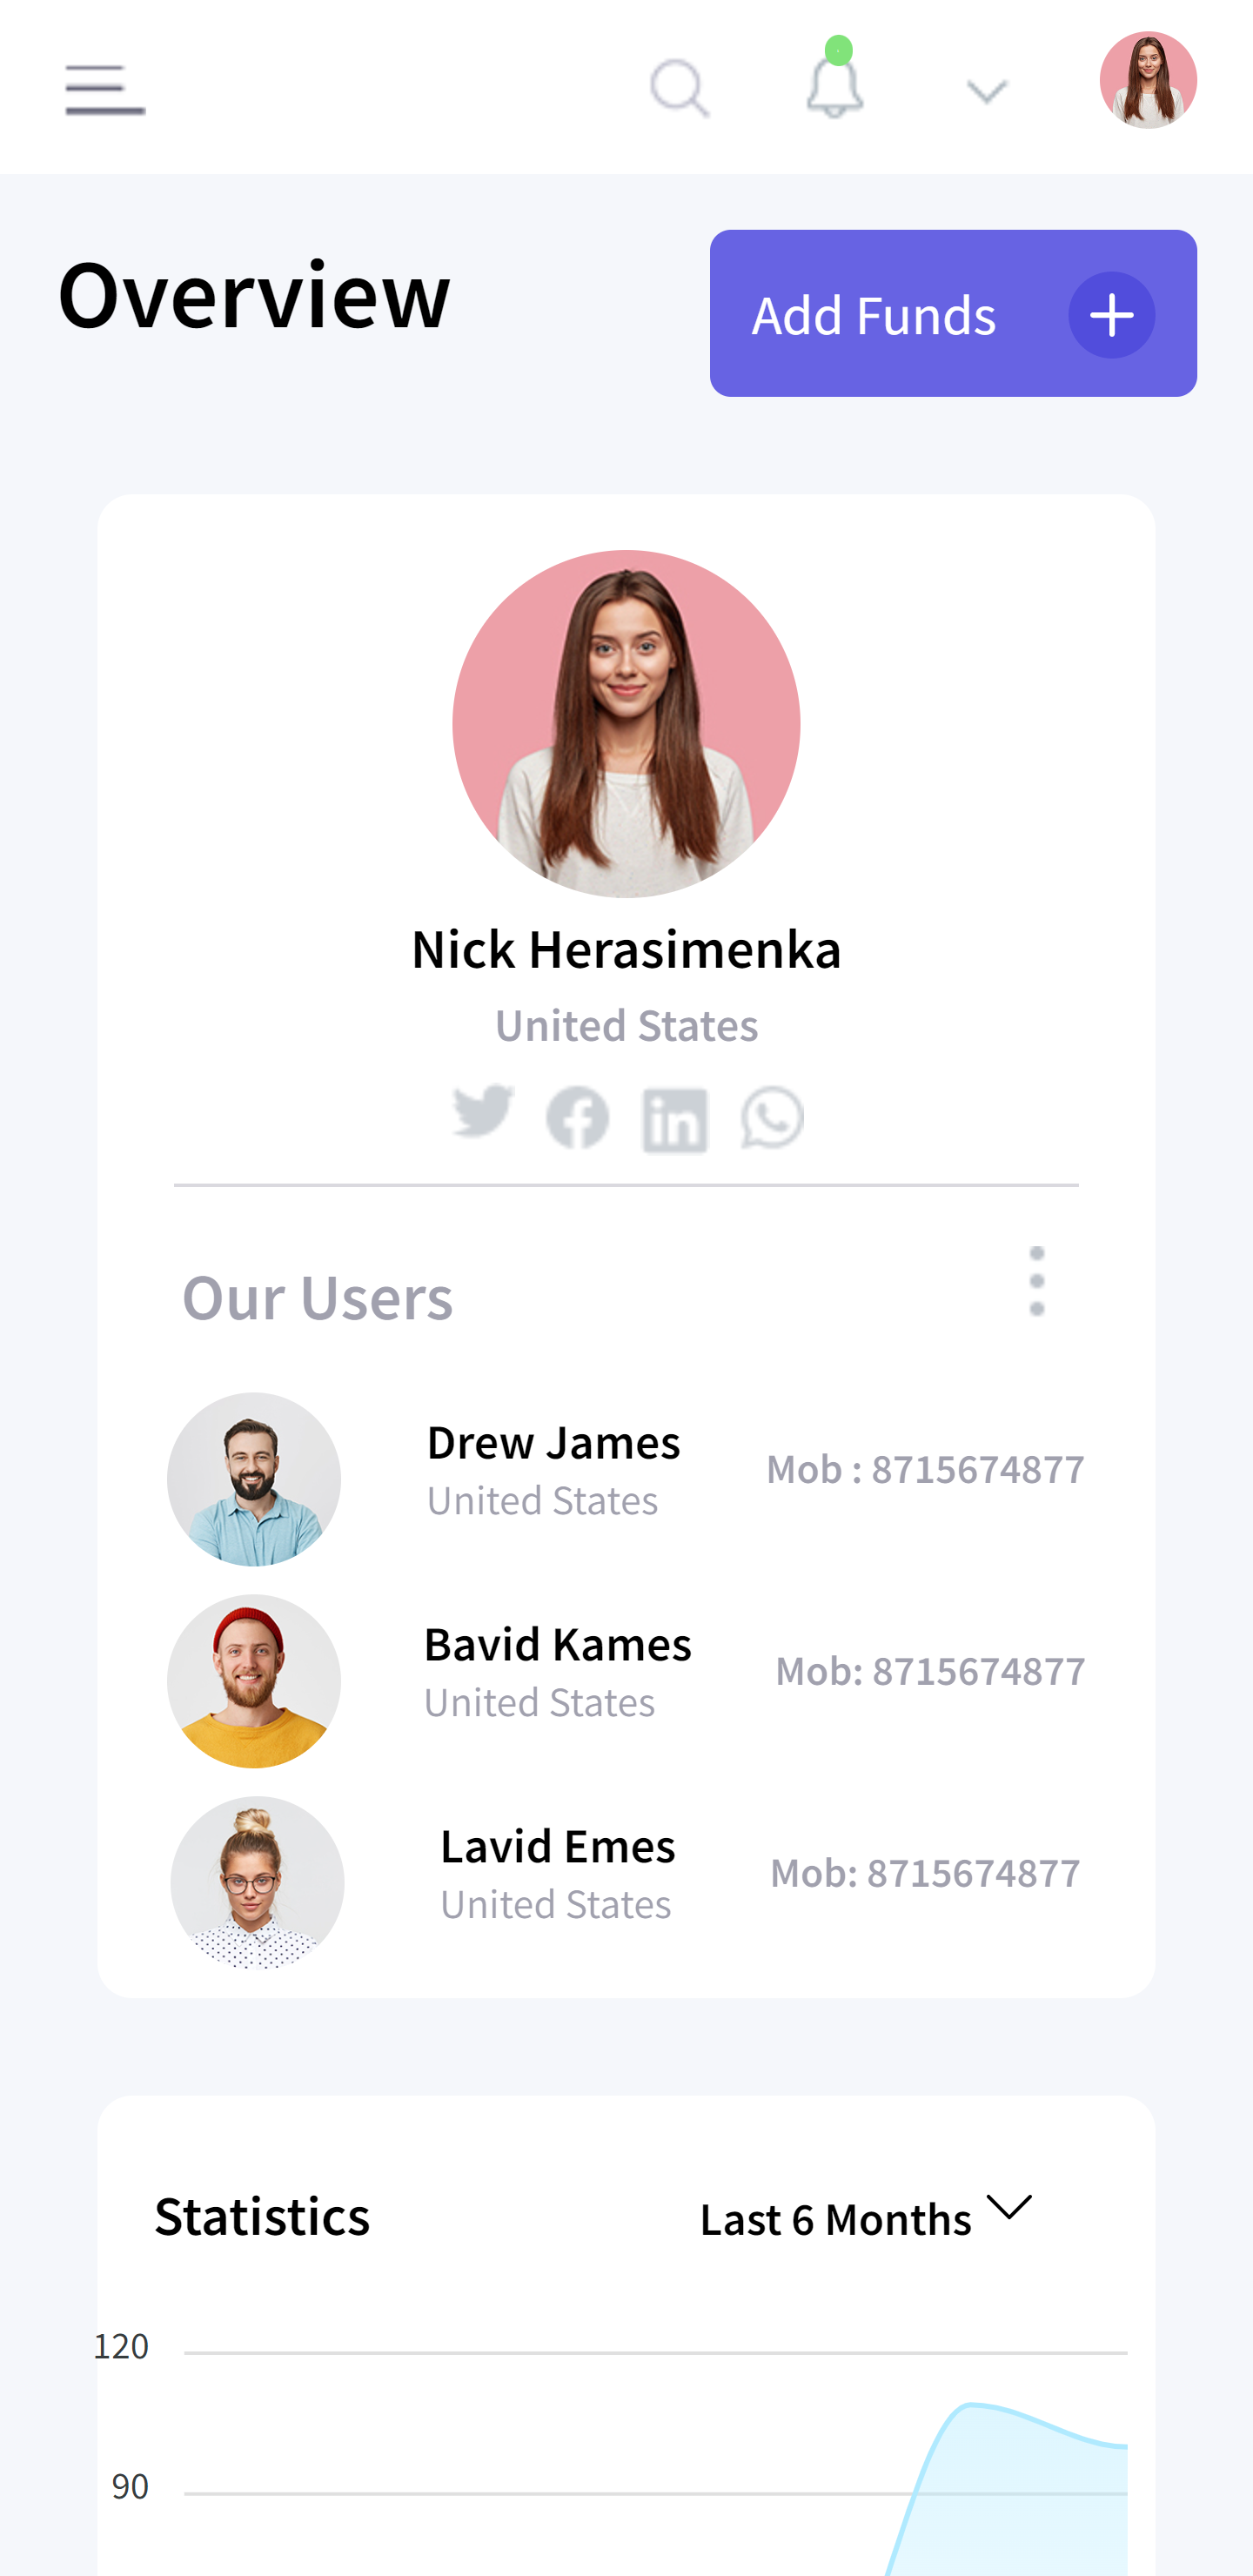 Overview
Add Funds
Nick Herasimenka
United States
Our Users
Drew James
United States
Mob : 8715674877
Bavid Kames
United States
Mob: 8715674877
Lavid Emes
United States
Mob: 8715674877
Statistics
Last 6 Months
120
90